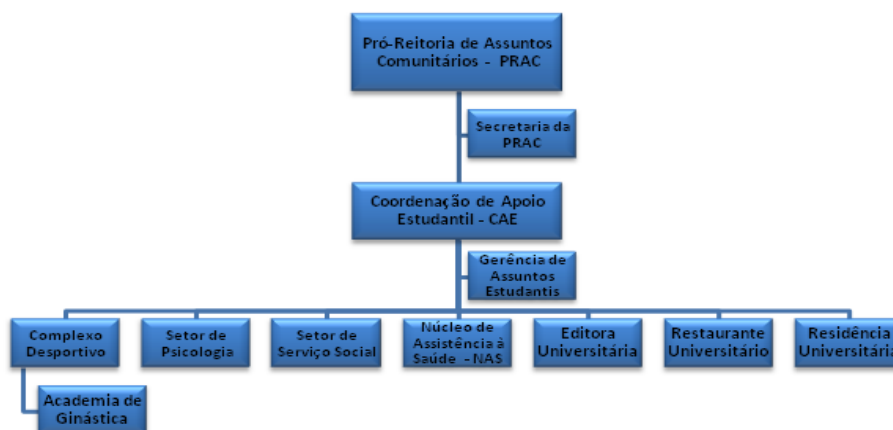 Pró-Reitoria de Assuntos
Comunitários - PRAC
Secretaria da
PRAC
Coordenação de Apoio
Estudantil - CAE
Gerência de
Assuntos
Estudantis
Complexo
Desportivo
Setor de
Psicologia
Setor de
Serviço Social
Núcleo de
Assistência à
Saúde - NAS
Editora
Universitária
Restaurante
Universitário
Residência
Universitária
Academia de
Ginástica